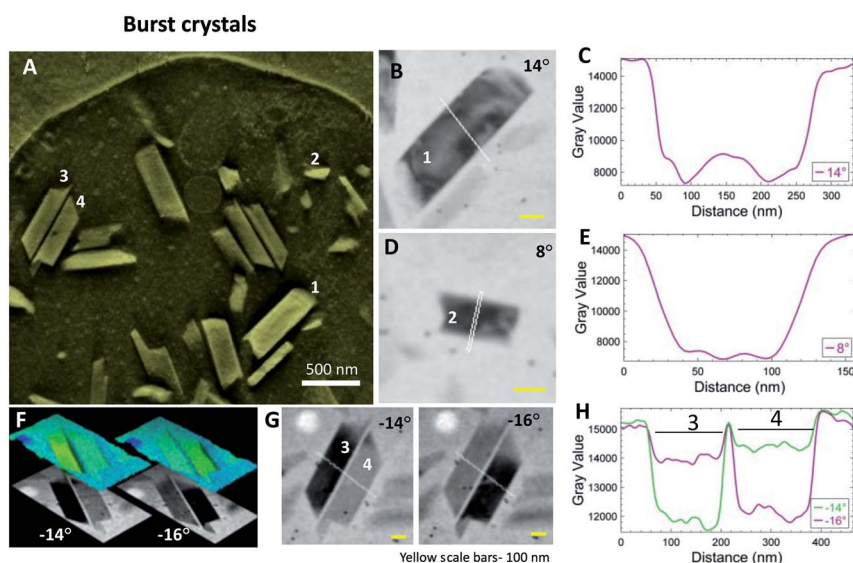 Burst crystals
A
3
4
2
1
500 nm
B
14°
1
C
Gray Value
14000
12000
10000
8000
-14°
0 50 100 150 200 250 300
Distance (nm)
D
8°
2
E
Gray Value
14000
12000
10000
8000
-8°
0 50 100 150
Distance (nm)
F
-14°
-16°
G
-14°
3
4
-16°
Yellow scale bars- 100 nm
H
3
4
Gray Value
15000
14000
13000
12000
-14°
-16°
0 100 200 300 400
Distance (nm)